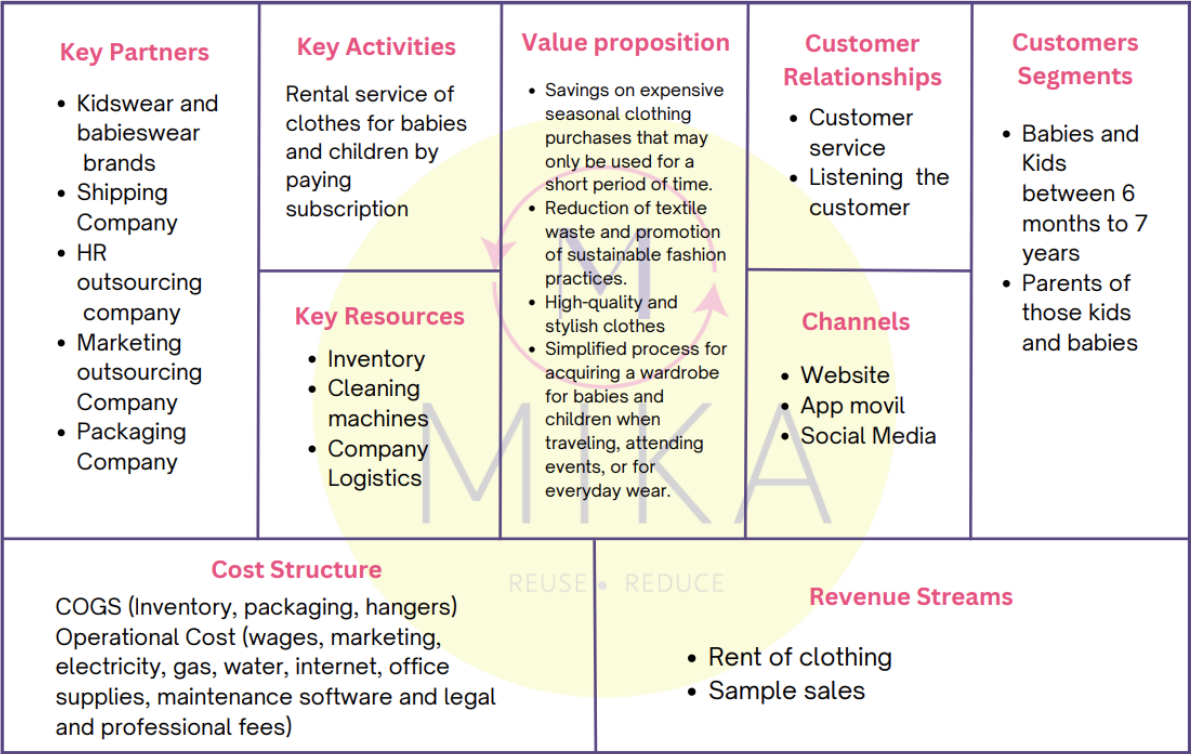 Key Partners
• Kidswear and
babieswear
brands
• Shipping
Company
• HR
outsourcing
company
• Marketing
outsourcing
Company
• Packaging
Company
Key Activities
Rental service of
clothes for babies
and children by
paying
subscription
Key Resources
• Inventory
• Cleaning
machines
• Company
Logistics
Value proposition
• Savings on expensive
seasonal clothing
purchases that may
only be used for a
short period of time.
• Reduction of textile
waste and promotion
of sustainable fashion
practices.
• High-quality and
stylish clothes
• Simplified process for
acquiring a wardrobe
for babies and
children when
traveling, attending
events, or for
everyday wear.
Customer
Relationships
• Customer
service
• Listening the
customer
Channels
• Website
• App movil
• Social Media
Customers
Segments
• Babies and
Kids
between 6
months to 7
years
• Parents of
those kids
and babies
Cost Structure
COGS (Inventory, packaging, hangers)
Operational Cost (wages, marketing,
electricity, gas, water, internet, office
supplies, maintenance software and legal
and professional fees)
Revenue Streams
• Rent of clothing
• Sample sales
M
MIKA
REUSE • REDUCE